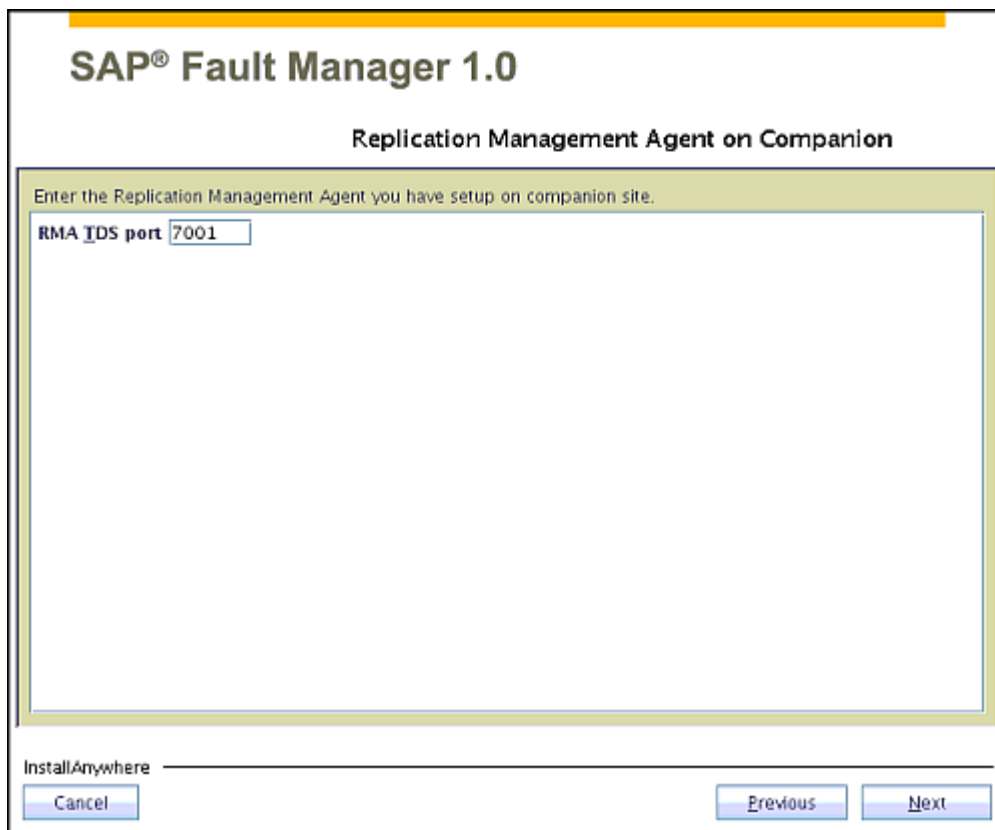 SAP® Fault Manager 1.0
Replication Management Agent on Companion
Enter the Replication Management Agent you have setup on companion site.
RMA TDS port 7001
InstallAnywhere
Cancel Previous Next